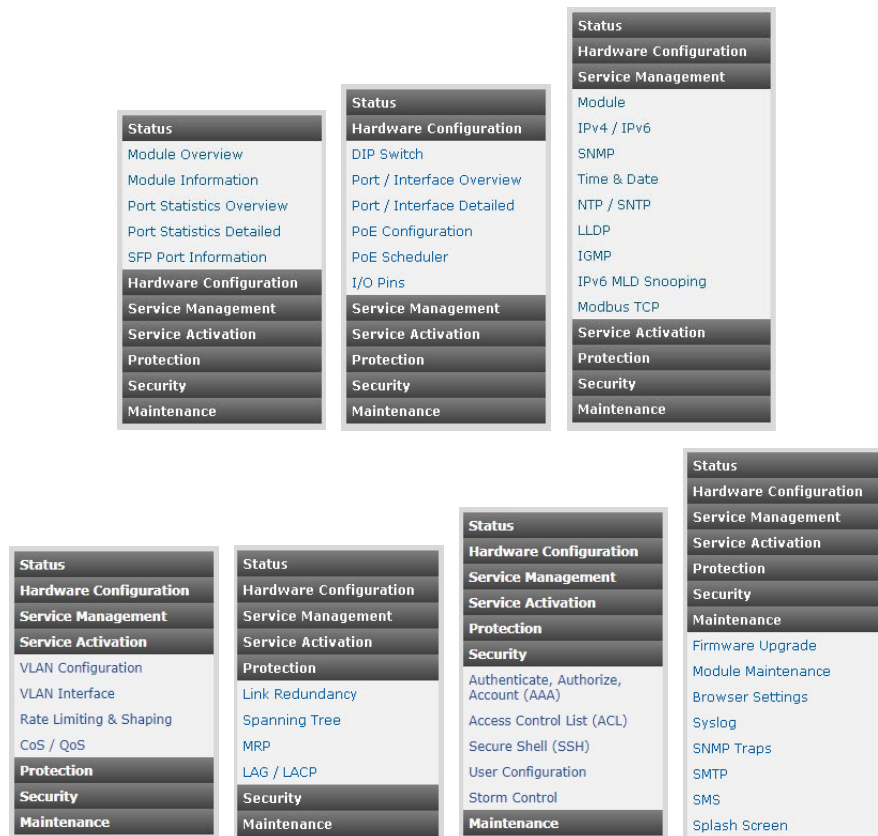 Status
Module Overview
Module Information
Port Statistics Overview
Port Statistics Detailed
SFP Port Information
Hardware Configuration
Service Management
Service Activation
Protection
Security
Maintenance
Status
Hardware Configuration
DIP Switch
Port / Interface Overview
Port / Interface Detailed
PoE Configuration
PoE Scheduler
I/O Pins
Service Management
Service Activation
Protection
Security
Maintenance
Status
Hardware Configuration
Service Management
Module
IPv4 / IPv6
SNMP
Time & Date
NTP / SNTP
LLDP
IGMP
IPv6 MLD Snooping
Modbus TCP
Service Activation
Protection
Security
Maintenance
Status
Hardware Configuration
Service Management
Service Activation
VLAN Configuration
VLAN Interface
Rate Limiting & Shaping
CoS / QoS
Protection
Security
Maintenance
Status
Hardware Configuration
Service Management
Service Activation
Protection
Link Redundancy
Spanning Tree
MRP
LAG / LACP
Security
Maintenance
Status
Hardware Configuration
Service Management
Service Activation
Protection
Security
Authenticate, Authorize,
Account (AAA)
Access Control List (ACL)
Secure Shell (SSH)
User Configuration
Storm Control
Maintenance
Status
Hardware Configuration
Service Management
Service Activation
Protection
Security
Maintenance
Firmware Upgrade
Module Maintenance
Browser Settings
Syslog
SNMP Traps
SMTP
SMS
Splash Screen